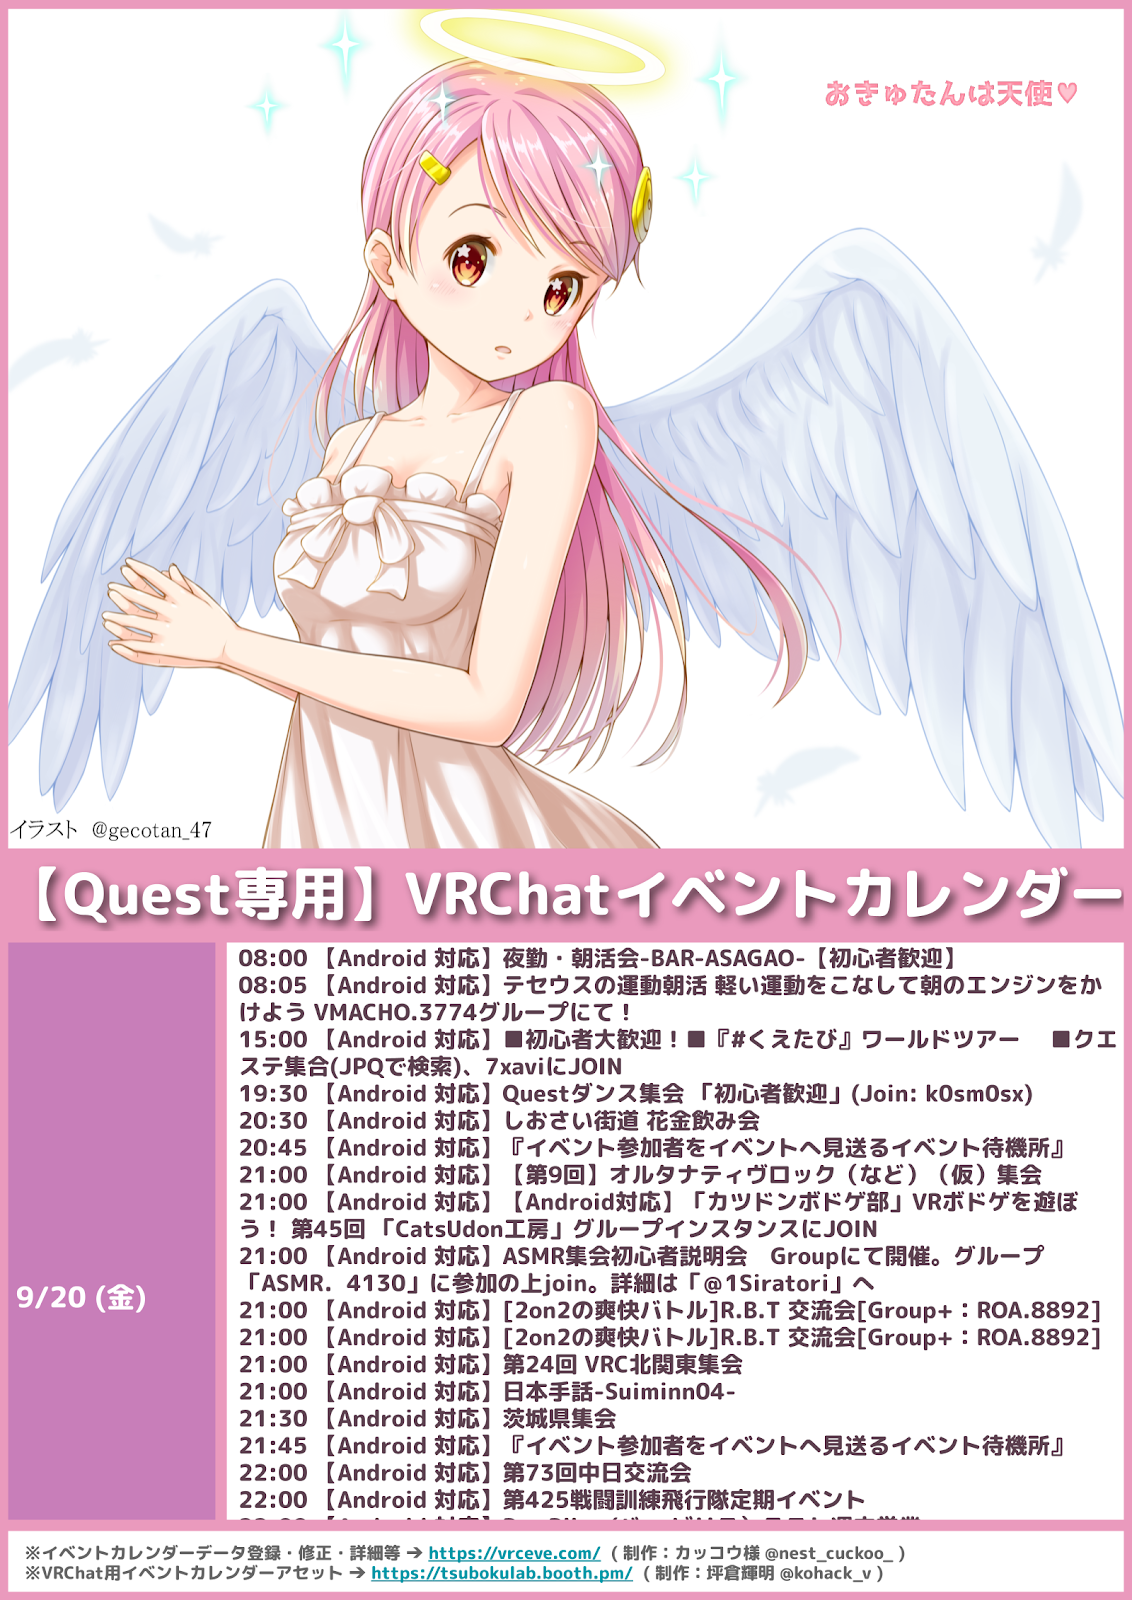 おきゅたんは天使♥
イラスト @gecotan_47
【Quest専用】VRChatイベントカレンダー
9/20 (金)
08:00 【Android 対応】夜勤・朝活会-BAR-ASAGAO-【初心者歓迎】
08:05 【Android 対応】テセウスの運動朝活 軽い運動をこなして朝のエンジンをか
けよう VMACHO.3774グループにて！
15:00 【Android 対応】■初心者大歓迎！■『#くえたび』ワールドツアー　■クエ
ステ集合(JPQで検索)、7xaviにJOIN
19:30 【Android 対応】Questダンス集会 「初心者歓迎」(Join: k0sm0sx)
20:30 【Android 対応】しおさい街道 花金飲み会
20:45 【Android 対応】『イベント参加者をイベントへ見送るイベント待機所』
21:00 【Android 対応】【第9回】オルタナティヴロック（など）（仮）集会
21:00 【Android 対応】【Android対応】「カツドンボドゲ部」VRボドゲを遊ぼ
う！ 第45回 「CatsUdon工房」グループインスタンスにJOIN
21:00 【Android 対応】ASMR集会初心者説明会　Groupにて開催。グループ
「ASMR．4130」に参加の上join。詳細は「＠1Siratori」へ
21:00 【Android 対応】[2on2の爽快バトル]R.B.T 交流会[Group+：ROA.8892]
21:00 【Android 対応】[2on2の爽快バトル]R.B.T 交流会[Group+：ROA.8892]
21:00 【Android 対応】第24回 VRC北関東集会
21:00 【Android 対応】日本手話-Suiminn04-
21:30 【Android 対応】茨城県集会
21:45 【Android 対応】『イベント参加者をイベントへ見送るイベント待機所』
22:00 【Android 対応】第73回中日交流会
22:00 【Android 対応】第425戦闘訓練飛行隊定期イベント
※イベントカレンダーデータ登録・修正・詳細等 ➔ https://vrceve.com/ ( 制作：カッコウ様 @nest_cuckoo_ )
※VRChat用イベントカレンダーアセット ➔ https://tsubokulab.booth.pm/ ( 制作：坪倉輝明 @kohack_v )